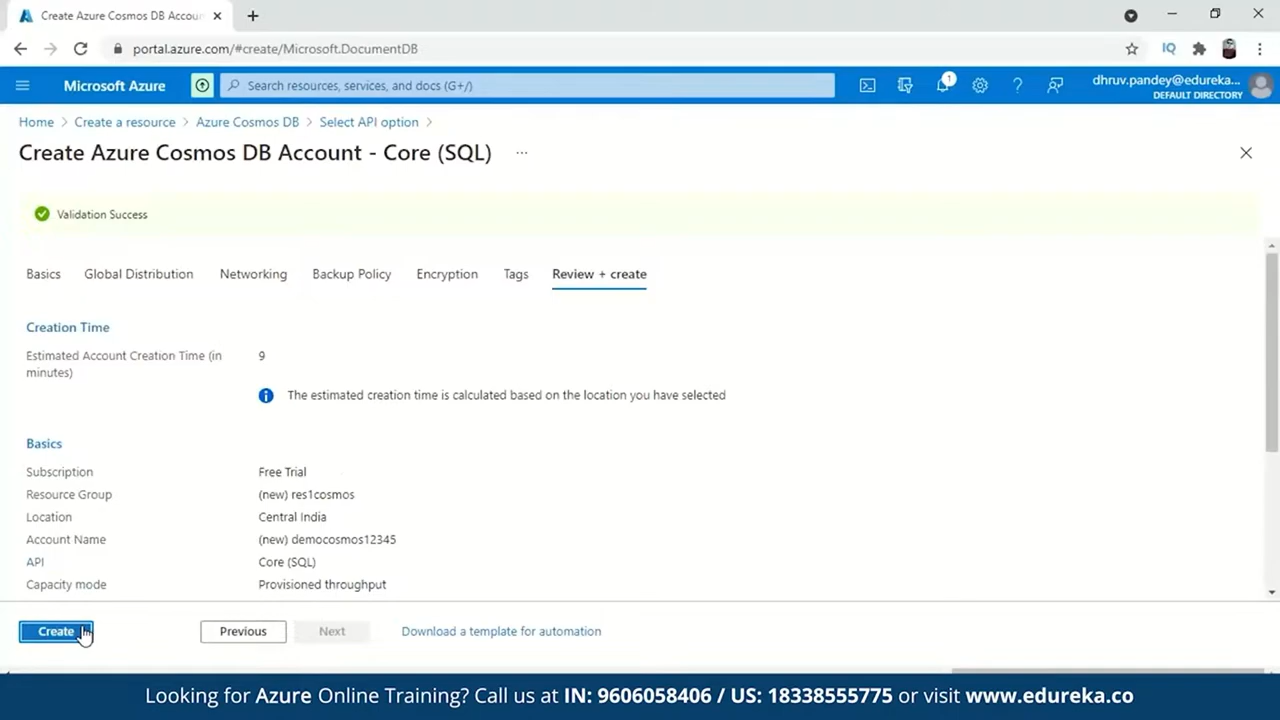 Create Azure Cosmos DB Accoun
portal.azure.com/#create/Microsoft.DocumentDB
IQ
Microsoft Azure
Search resources, services, and docs (G+/)
1
dhruv.pandey@edureka...
DEFAULT DIRECTORY
Home > Create a resource > Azure Cosmos DB > Select API option >
Create Azure Cosmos DB Account - Core (SQL) ...
Validation Success
Basics Global Distribution Networking Backup Policy Encryption Tags Review + create
Creation Time
Estimated Account Creation Time (in minutes) 9
The estimated creation time is calculated based on the location you have selected
Basics
Subscription Free Trial
Resource Group (new) res1cosmos
Location Central India
Account Name (new) democosmos12345
API Core (SQL)
Capacity mode Provisioned throughput
Create Previous Next Download a template for automation
Looking for Azure Online Training? Call us at IN: 9606058406 / US: 18338555775 or visit www.edureka.co